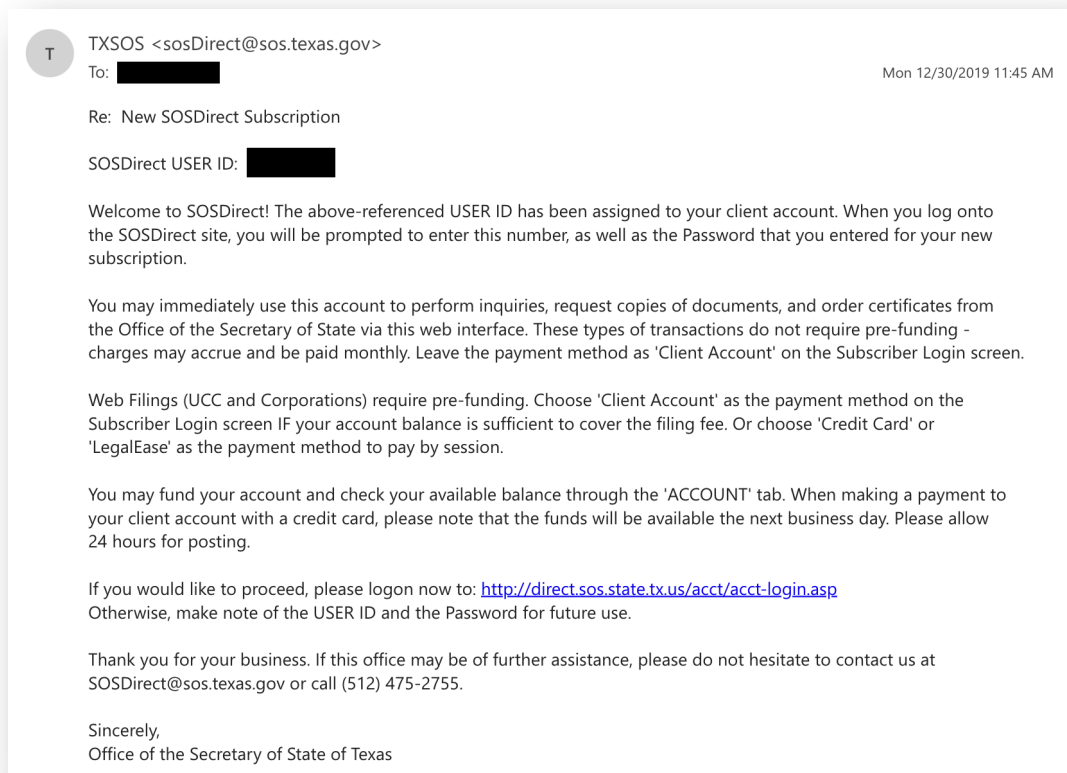 T
TXSOS <sosDirect@sos.texas.gov>
To:
Mon 12/30/2019 11:45 AM
Re: New SOSDirect Subscription
SOSDirect USER ID:
Welcome to SOSDirect! The above-referenced USER ID has been assigned to your client account. When you log onto
the SOSDirect site, you will be prompted to enter this number, as well as the Password that you entered for your new
subscription.
You may immediately use this account to perform inquiries, request copies of documents, and order certificates from
the Office of the Secretary of State via this web interface. These types of transactions do not require pre-funding -
charges may accrue and be paid monthly. Leave the payment method as 'Client Account' on the Subscriber Login screen.
Web Filings (UCC and Corporations) require pre-funding. Choose 'Client Account' as the payment method on the
Subscriber Login screen IF your account balance is sufficient to cover the filing fee. Or choose 'Credit Card' or
'LegalEase' as the payment method to pay by session.
You may fund your account and check your available balance through the 'ACCOUNT' tab. When making a payment to
your client account with a credit card, please note that the funds will be available the next business day. Please allow
24 hours for posting.
If you would like to proceed, please logon now to: http://direct.sos.state.tx.us/acct/acct-login.asp
Otherwise, make note of the USER ID and the Password for future use.
Thank you for your business. If this office may be of further assistance, please do not hesitate to contact us at
SOSDirect@sos.texas.gov or call (512) 475-2755.
Sincerely,
Office of the Secretary of State of Texas